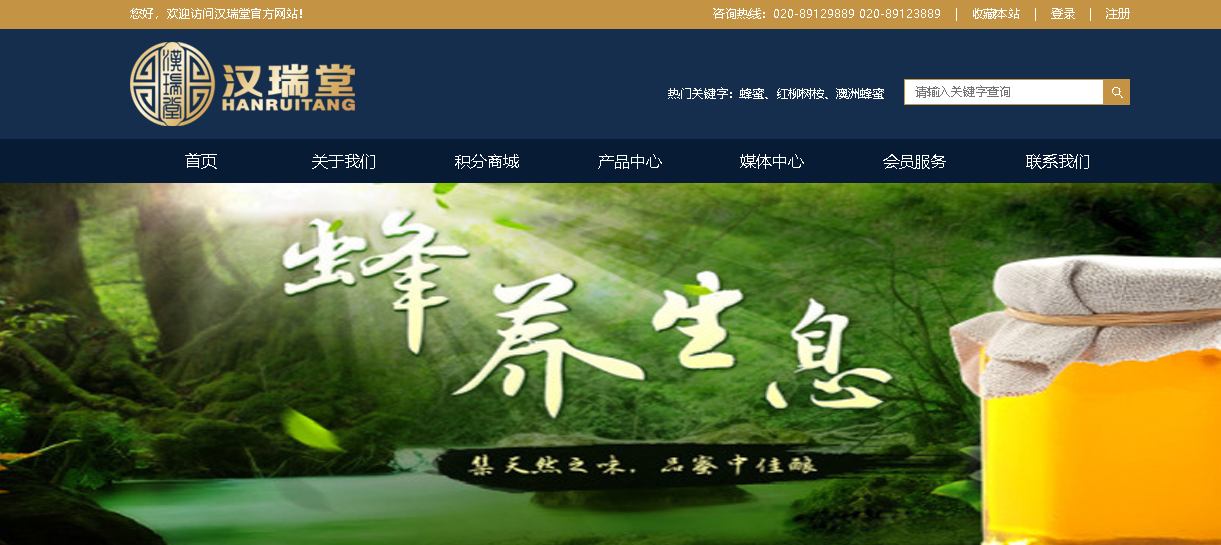 您好，欢迎访问汉瑞堂官方网站！
咨询热线：020-89129889 020-89123889 | 收藏本站 | 登录 | 注册
漢瑞堂
汉瑞堂
HANRUITANG
热门关键字：蜂蜜、红柳树桉、澳洲蜂蜜
请输入关键字查询
首页 关于我们 积分商城 产品中心 媒体中心 会员服务 联系我们
蜂养生息
集天然之味，品蜜中佳酿